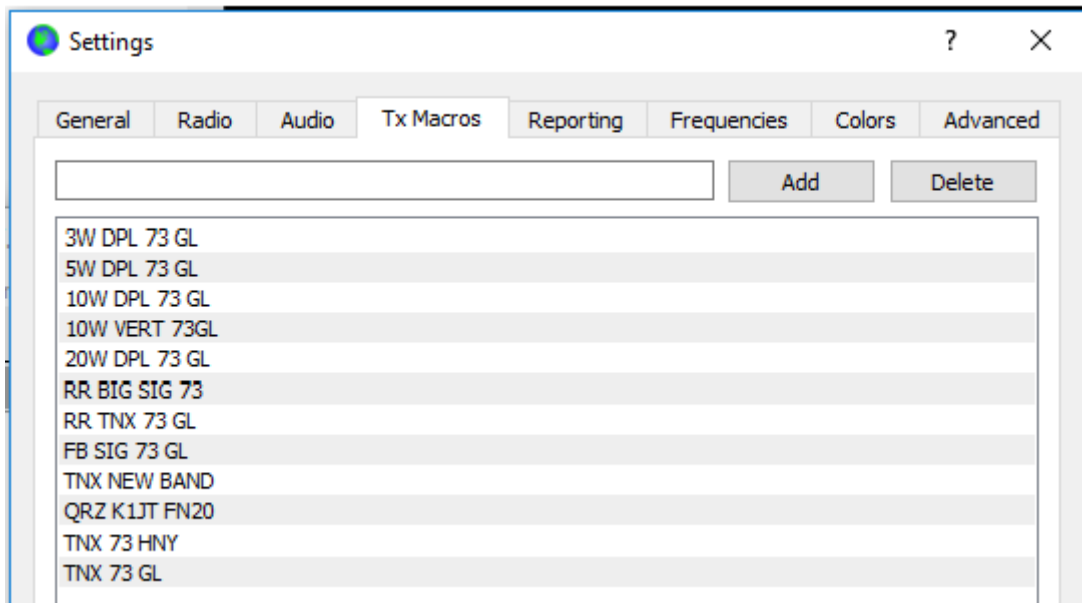 Settings ? ×
General Radio Audio Tx Macros Reporting Frequencies Colors Advanced
Add Delete
3W DPL 73 GL
5W DPL 73 GL
10W DPL 73 GL
10W VERT 73GL
20W DPL 73 GL
RR BIG SIG 73
RR TNX 73 GL
FB SIG 73 GL
TNX NEW BAND
QRZ K1JT FN20
TNX 73 HNY
TNX 73 GL